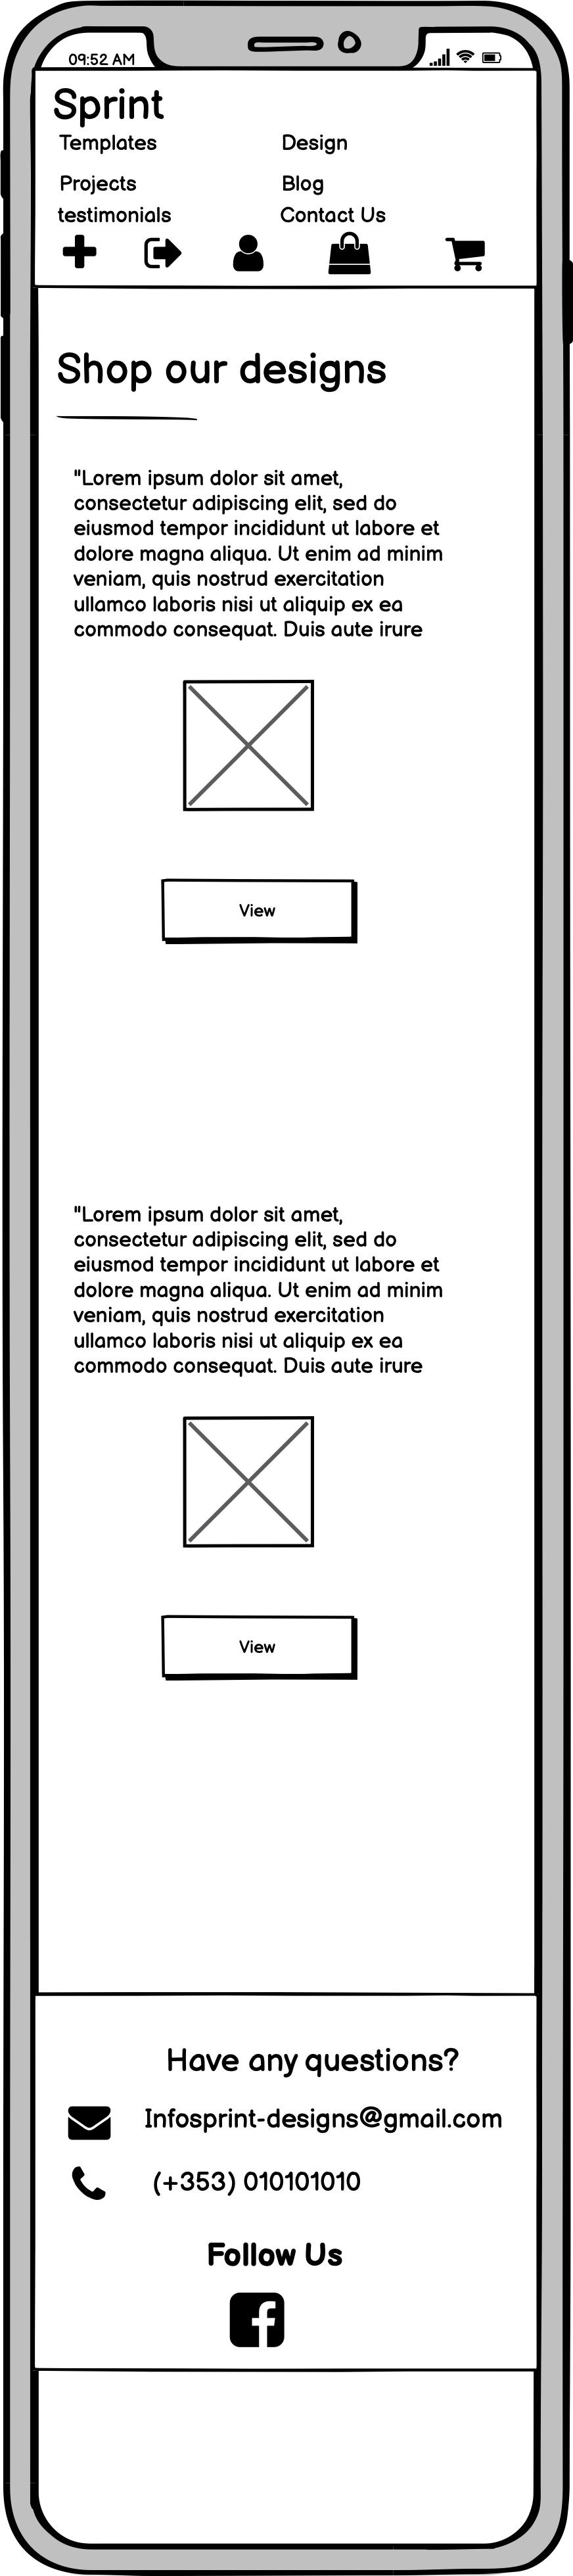 09:52 AM
Sprint
Templates Design
Projects Blog
testimonials Contact Us
Shop our designs
"Lorem ipsum dolor sit amet,
consectetur adipiscing elit, sed do
eiusmod tempor incididunt ut labore et
dolore magna aliqua. Ut enim ad minim
veniam, quis nostrud exercitation
ullamco laboris nisi ut aliquip ex ea
commodo consequat. Duis aute irure
View
"Lorem ipsum dolor sit amet,
consectetur adipiscing elit, sed do
eiusmod tempor incididunt ut labore et
dolore magna aliqua. Ut enim ad minim
veniam, quis nostrud exercitation
ullamco laboris nisi ut aliquip ex ea
commodo consequat. Duis aute irure
View
Have any questions?
Infosprint-designs@gmail.com
(+353) 010101010
Follow Us